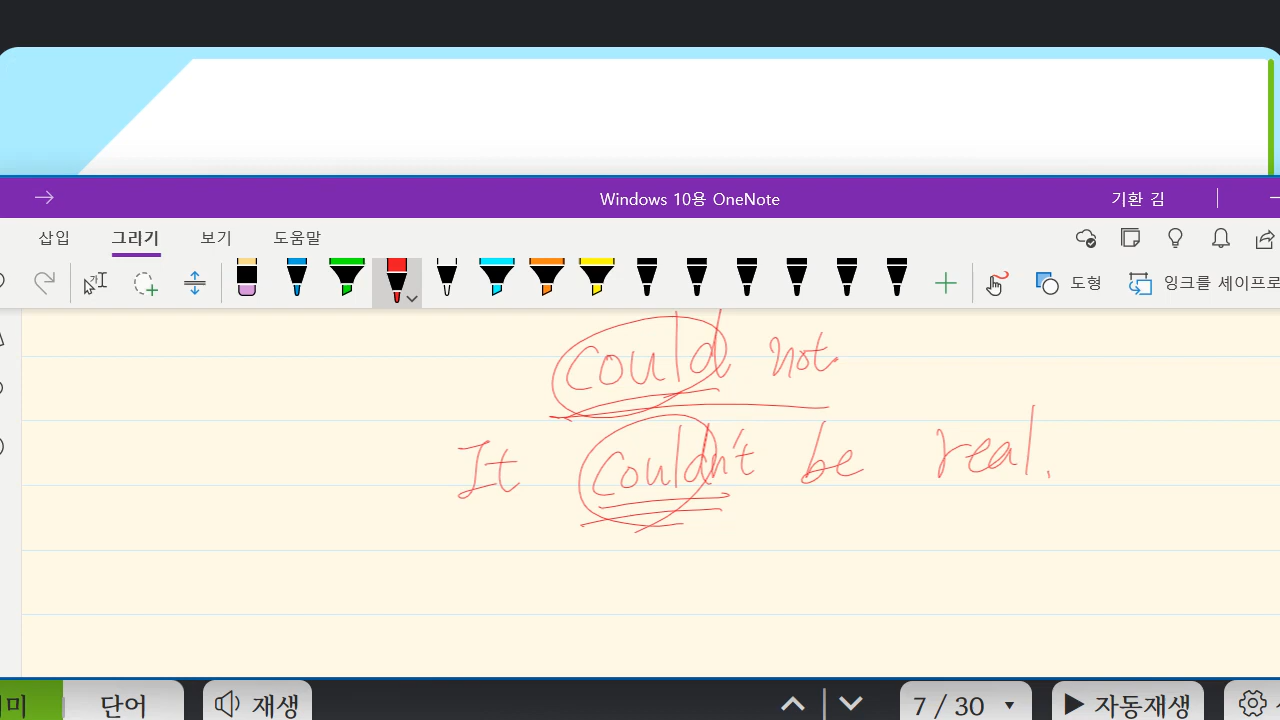 Windows 10용 OneNote 기환 김
삽입 그리기 보기 도움말
가 도형 잉크를 셰이프로
could not
It couldn't be real.
미 단어 재생 7 / 30 자동재생